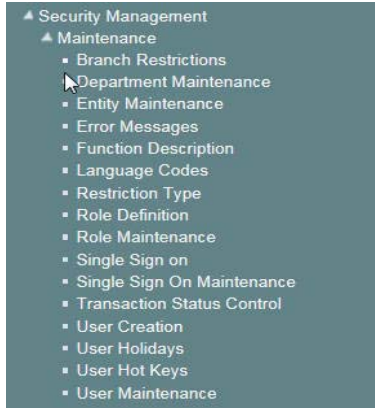 Security Management
Maintenance
Branch Restrictions
Department Maintenance
Entity Maintenance
Error Messages
Function Description
Language Codes
Restriction Type
Role Definition
Role Maintenance
Single Sign on
Single Sign On Maintenance
Transaction Status Control
User Creation
User Holidays
User Hot Keys
User Maintenance